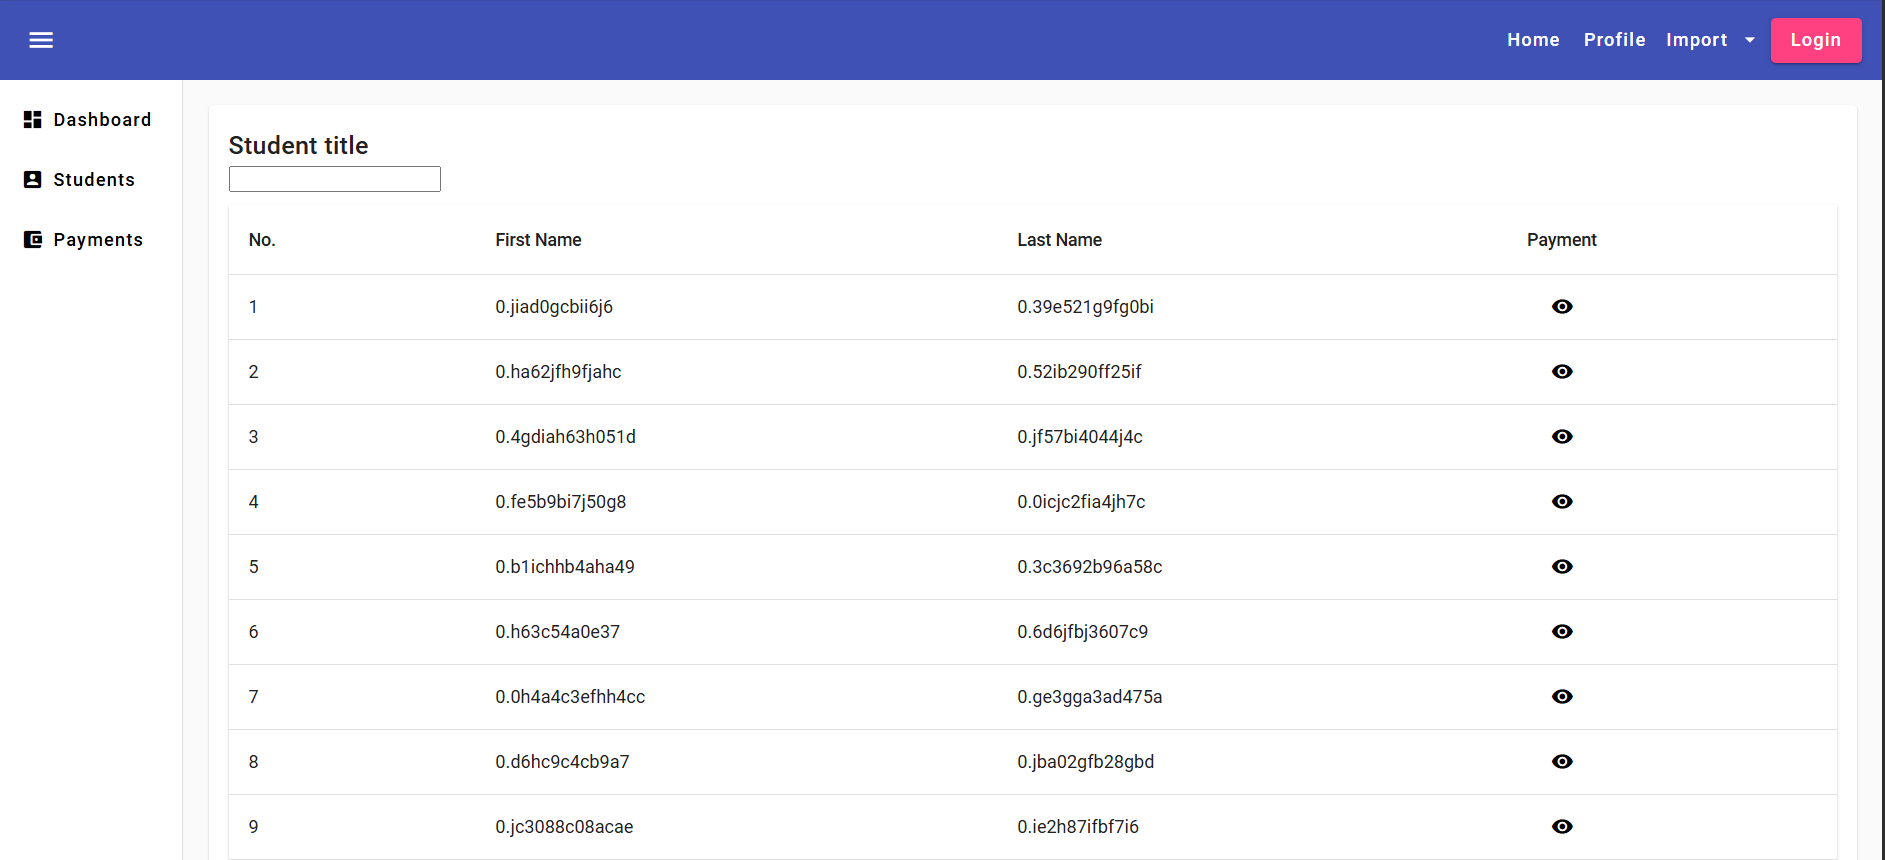 Home Profile Import Login
Dashboard
Students
Payments
Student title
No. First Name Last Name Payment
1 0.jiad0gcbii6j6 0.39e521g9fg0bi
2 0.ha62jfh9fjahc 0.52ib290ff25if
3 0.4gdiah63h051d 0.jf57bi4044j4c
4 0.fe5b9bi7j50g8 0.0icjc2fia4jh7c
5 0.b1ichhb4aha49 0.3c3692b96a58c
6 0.h63c54a0e37 0.6d6jfbj3607c9
7 0.0h4a4c3efhh4cc 0.ge3gga3ad475a
8 0.d6hc9c4cb9a7 0.jba02gfb28gbd
9 0.jc3088c08acae 0.ie2h87ifbf7i6